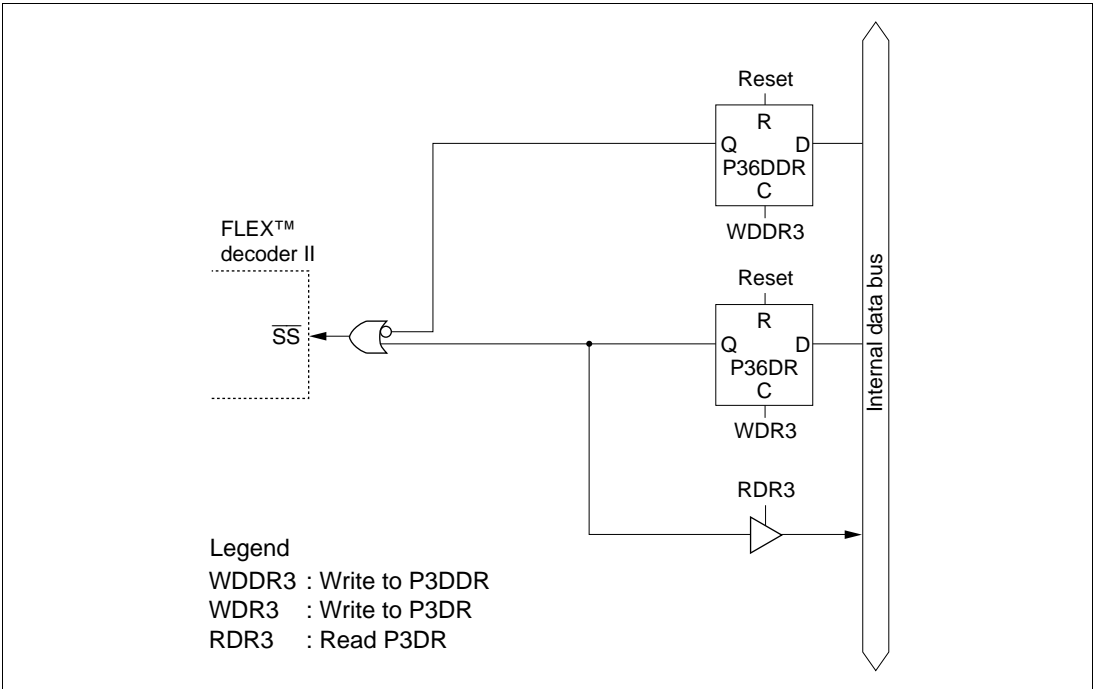 Reset
R
Q D
P36DDR
C
WDDR3
FLEX™
decoder II
SS
Reset
R
Q D
P36DR
C
WDR3
Internal data bus
RDR3
Legend
WDDR3 : Write to P3DDR
WDR3 : Write to P3DR
RDR3 : Read P3DR